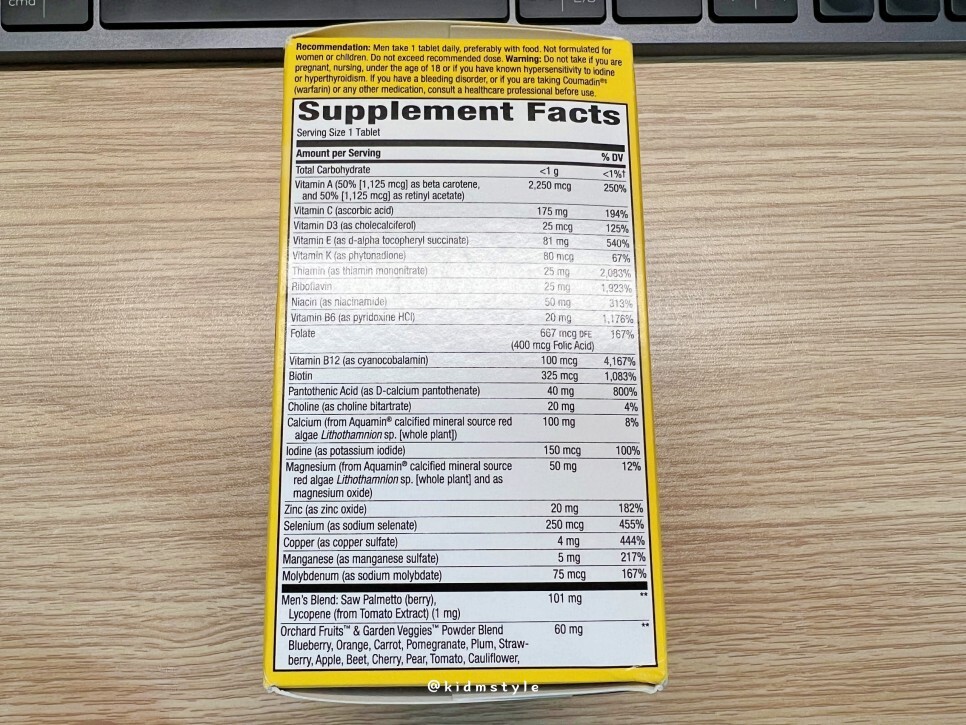 cmd
Recommendation: Men take 1 tablet daily, preferably with food. Not formulated for
women or children. Do not exceed recommended dose. Warning: Do not take if you are
pregnant, nursing, under the age of 18 or if you have known hypersensitivity to iodine
or hyperthyroidism. If you have a bleeding disorder, or if you are taking Coumadin®
(warfarin) or any other medication, consult a healthcare professional before use.
Supplement Facts
Serving Size 1 Tablet
Amount per Serving % DV
Total Carbohydrate <1 g <1%†
Vitamin A (50% [1,125 mcg] as beta carotene, 2,250 mcg 250%
and 50% [1,125 mcg] as retinyl acetate)
Vitamin C (ascorbic acid) 175 mg 194%
Vitamin D3 (as cholecalciferol) 25 mcg 125%
Vitamin E (as d-alpha tocopheryl succinate) 81 mg 540%
Vitamin K (as phytonadione) 80 mcg 67%
Thiamin (as thiamin mononitrate) 25 mg 2,083%
Riboflavin 25 mg 1,923%
Niacin (as niacinamide) 50 mg 313%
Vitamin B6 (as pyridoxine HCl) 20 mg 1,176%
Folate 667 mcg DFE 167%
(400 mcg Folic Acid)
Vitamin B12 (as cyanocobalamin) 100 mcg 4,167%
Biotin 325 mcg 1,083%
Pantothenic Acid (as D-calcium pantothenate) 40 mg 800%
Choline (as choline bitartrate) 20 mg 4%
Calcium (from Aquamin® calcified mineral source red 100 mg 8%
algae Lithothamnion sp. [whole plant])
Iodine (as potassium iodide) 150 mcg 100%
Magnesium (from Aquamin® calcified mineral source 50 mg 12%
red algae Lithothamnion sp. [whole plant] and as
magnesium oxide)
Zinc (as zinc oxide) 20 mg 182%
Selenium (as sodium selenate) 250 mcg 455%
Copper (as copper sulfate) 4 mg 444%
Manganese (as manganese sulfate) 5 mg 217%
Molybdenum (as sodium molybdate) 75 mcg 167%
Men's Blend: Saw Palmetto (berry), 101 mg **
Lycopene (from Tomato Extract) (1 mg)
Orchard Fruits™ & Garden Veggies™ Powder Blend 60 mg **
Blueberry, Orange, Carrot, Pomegranate, Plum, Straw-
berry, Apple, Beet, Cherry, Pear, Tomato, Cauliflower,
@kidmstyle